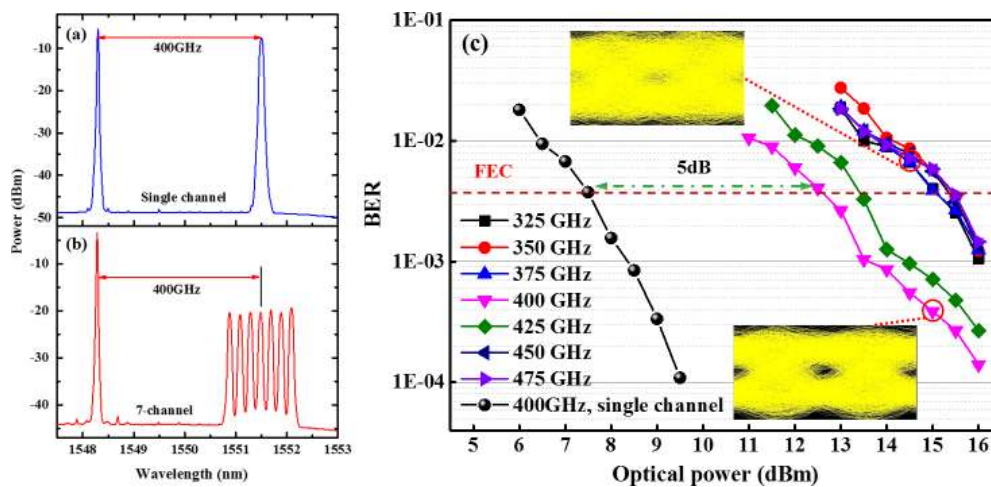 (a)
400GHz
-10
-20
-30
-40
-50
Single channel
Power (dBm)
(b)
400GHz
-10
-20
-30
-40
7-channel
1548 1549 1550 1551 1552 1553
Wavelength (nm)
(c)
1E-01
1E-02
1E-03
1E-04
BER
FEC
5dB
325 GHz
350 GHz
375 GHz
400 GHz
425 GHz
450 GHz
475 GHz
400GHz, single channel
5 6 7 8 9 10 11 12 13 14 15 16
Optical power (dBm)